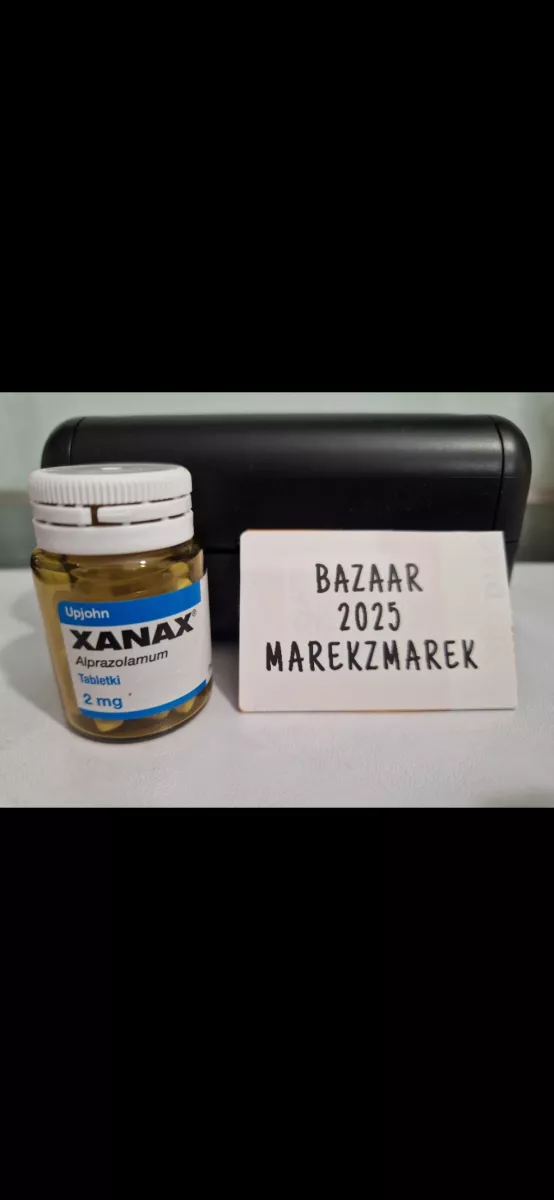 Upjohn
XANAX®
Alprazolamum
Tabletki
2 mg
BAZAAR
2025
MAREKZMAREK